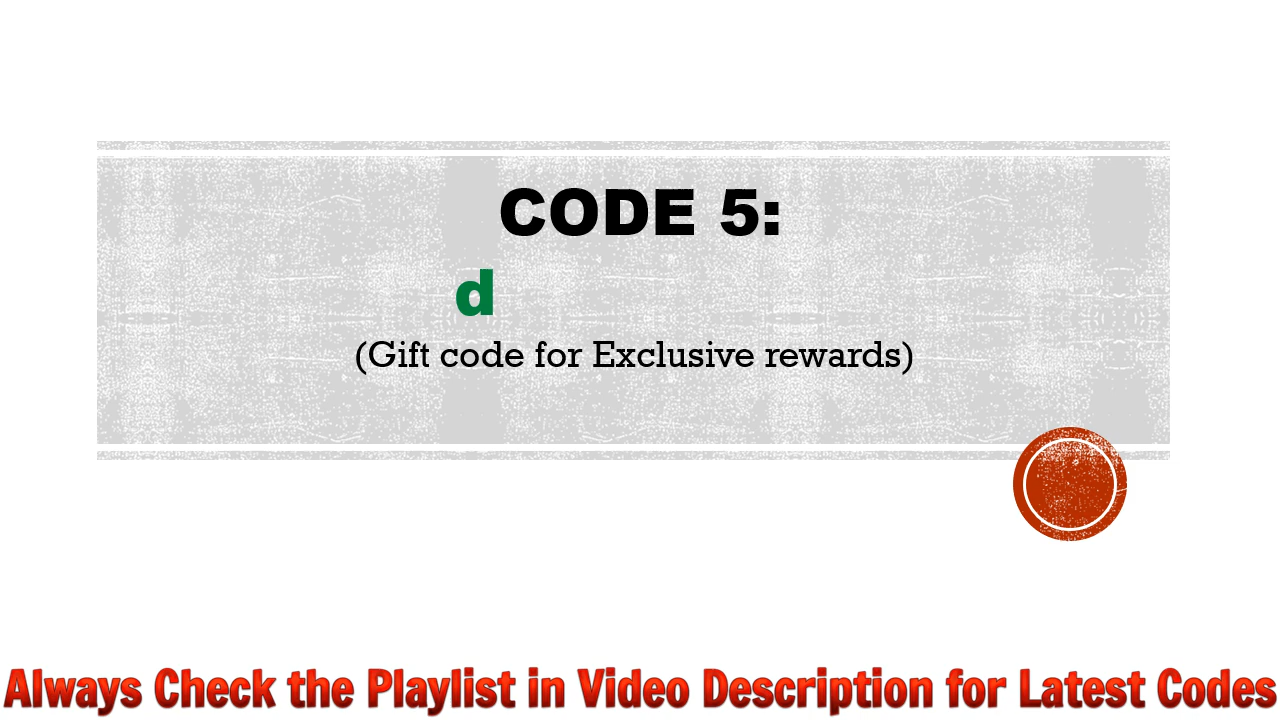 CODE 5:
d
(Gift code for Exclusive rewards)
Always Check the Playlist in Video Description for Latest Codes